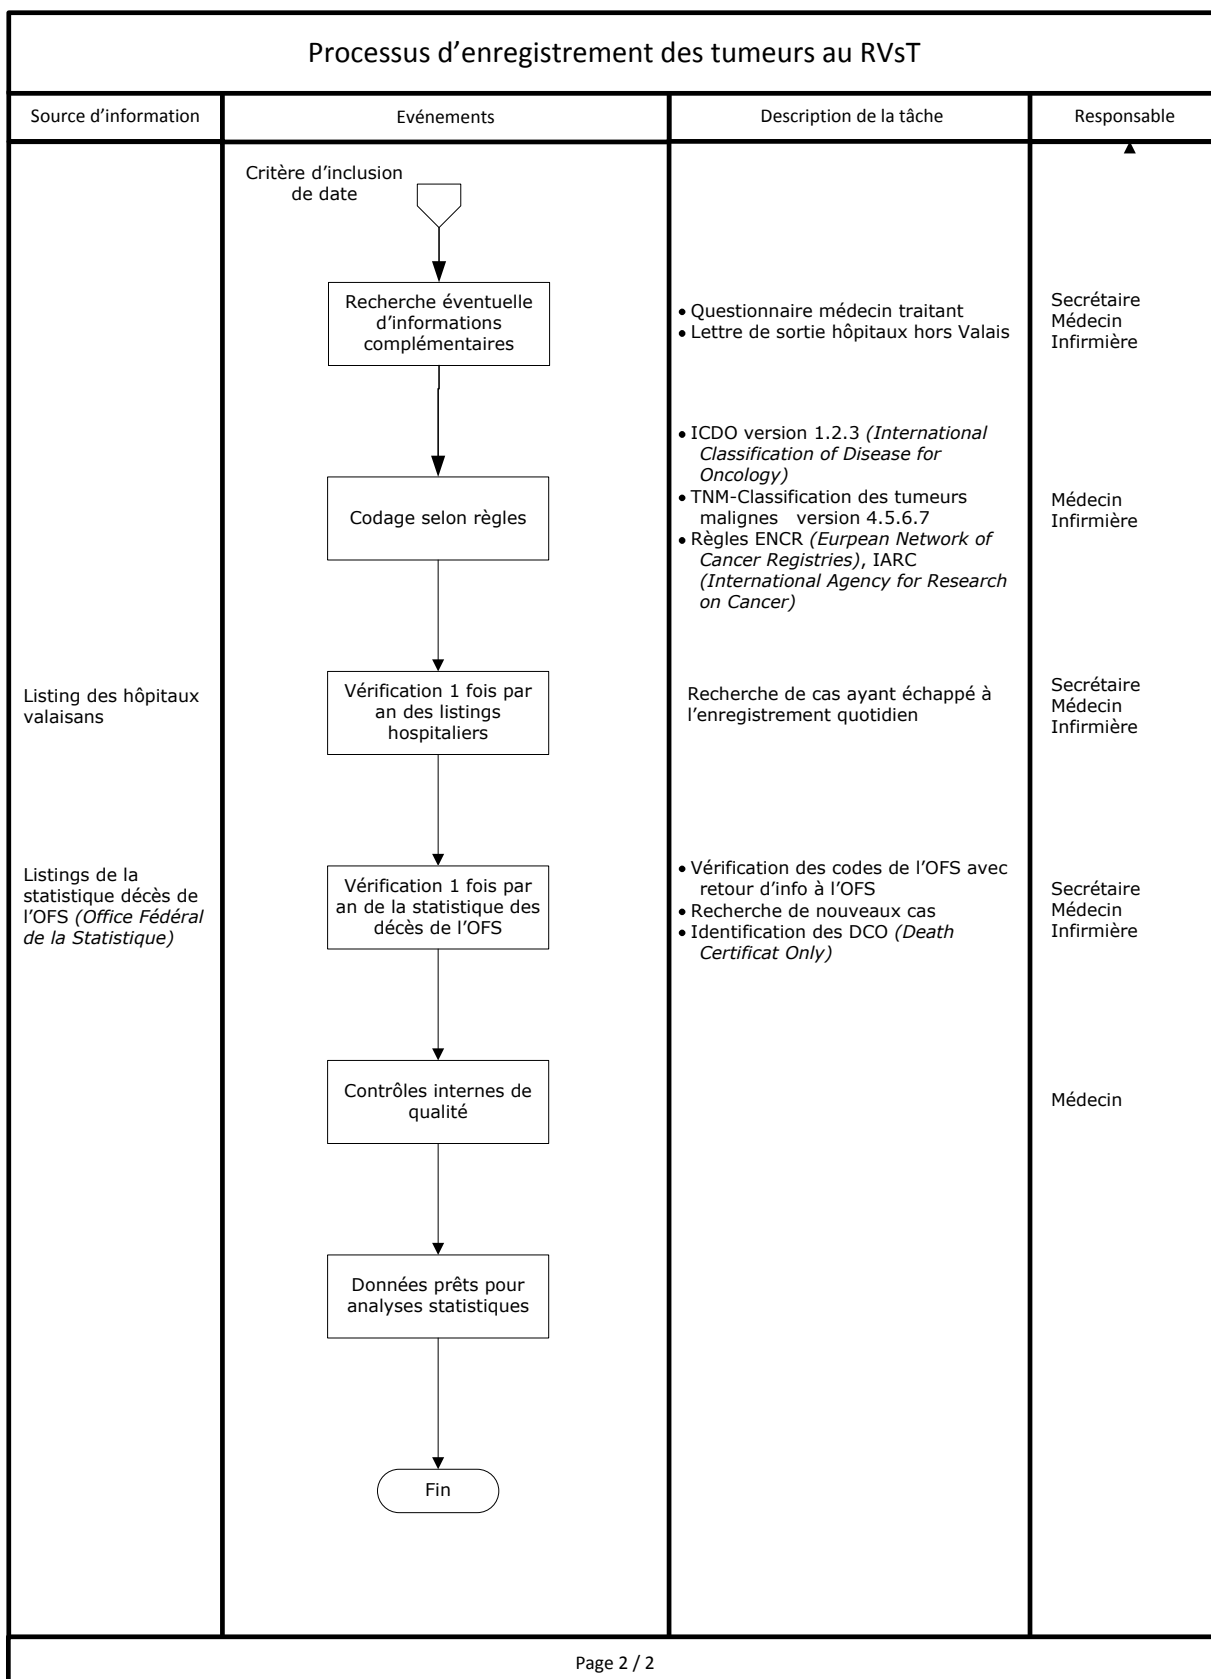 Processus d’enregistrement des tumeurs au RVsT
Source d’information
Evénements
Description de la tâche
Responsable
Critère d’inclusion
de date
Recherche éventuelle
d’informations
complémentaires
• Questionnaire médecin traitant
• Lettre de sortie hôpitaux hors Valais
Secrétaire
Médecin
Infirmière
Codage selon règles
• ICDO version 1.2.3 (International
Classification of Disease for
Oncology)
• TNM-Classification des tumeurs
malignes version 4.5.6.7
• Règles ENCR (Eurpean Network of
Cancer Registries), IARC
(International Agency for Research
on Cancer)
Médecin
Infirmière
Listing des hôpitaux
valaisans
Vérification 1 fois par
an des listings
hospitaliers
Recherche de cas ayant échappé à
l’enregistrement quotidien
Secrétaire
Médecin
Infirmière
Listings de la
statistique décès de
l’OFS (Office Fédéral
de la Statistique)
Vérification 1 fois par
an de la statistique des
décès de l’OFS
• Vérification des codes de l’OFS avec
retour d’info à l’OFS
• Recherche de nouveaux cas
• Identification des DCO (Death
Certificat Only)
Secrétaire
Médecin
Infirmière
Contrôles internes de
qualité
Médecin
Données prêts pour
analyses statistiques
Fin
Page 2 / 2